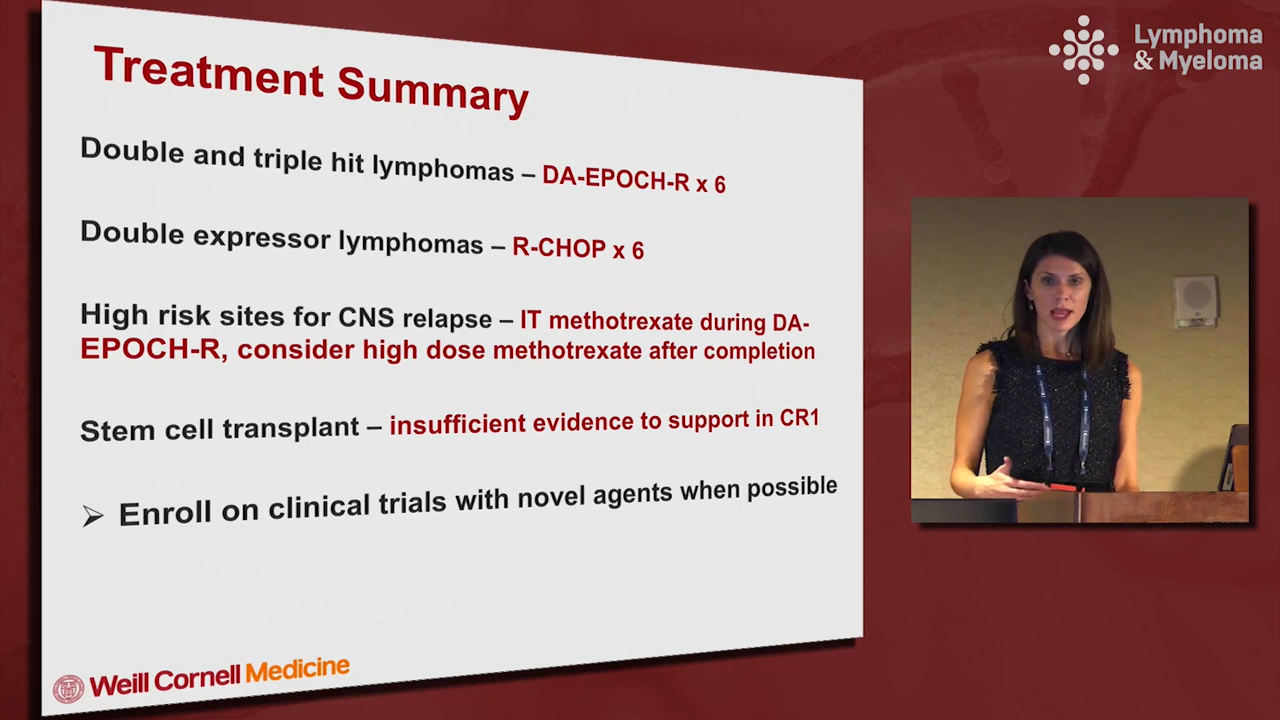 Lymphoma
& Myeloma
Treatment Summary
Double and triple hit lymphomas – DA-EPOCH-R x 6
Double expressor lymphomas – R-CHOP x 6
High risk sites for CNS relapse – IT methotrexate during DA-
EPOCH-R, consider high dose methotrexate after completion
Stem cell transplant – insufficient evidence to support in CR1
➢ Enroll on clinical trials with novel agents when possible
Weill Cornell Medicine